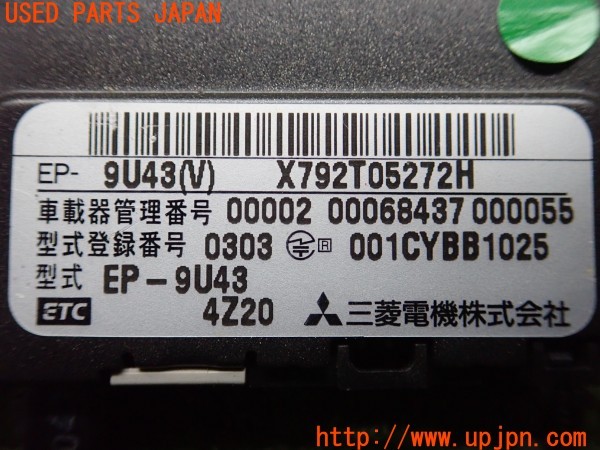 USED PARTS JAPAN
EP- 9U43(V) X792T05272H
車載器管理番号 00002 00068437 000055
型式登録番号 0303 R 001CYBB1025
型式 EP-9U43
ETC 4Z20 三菱電機株式会社
04
UPJ http://www.upjpn.com/